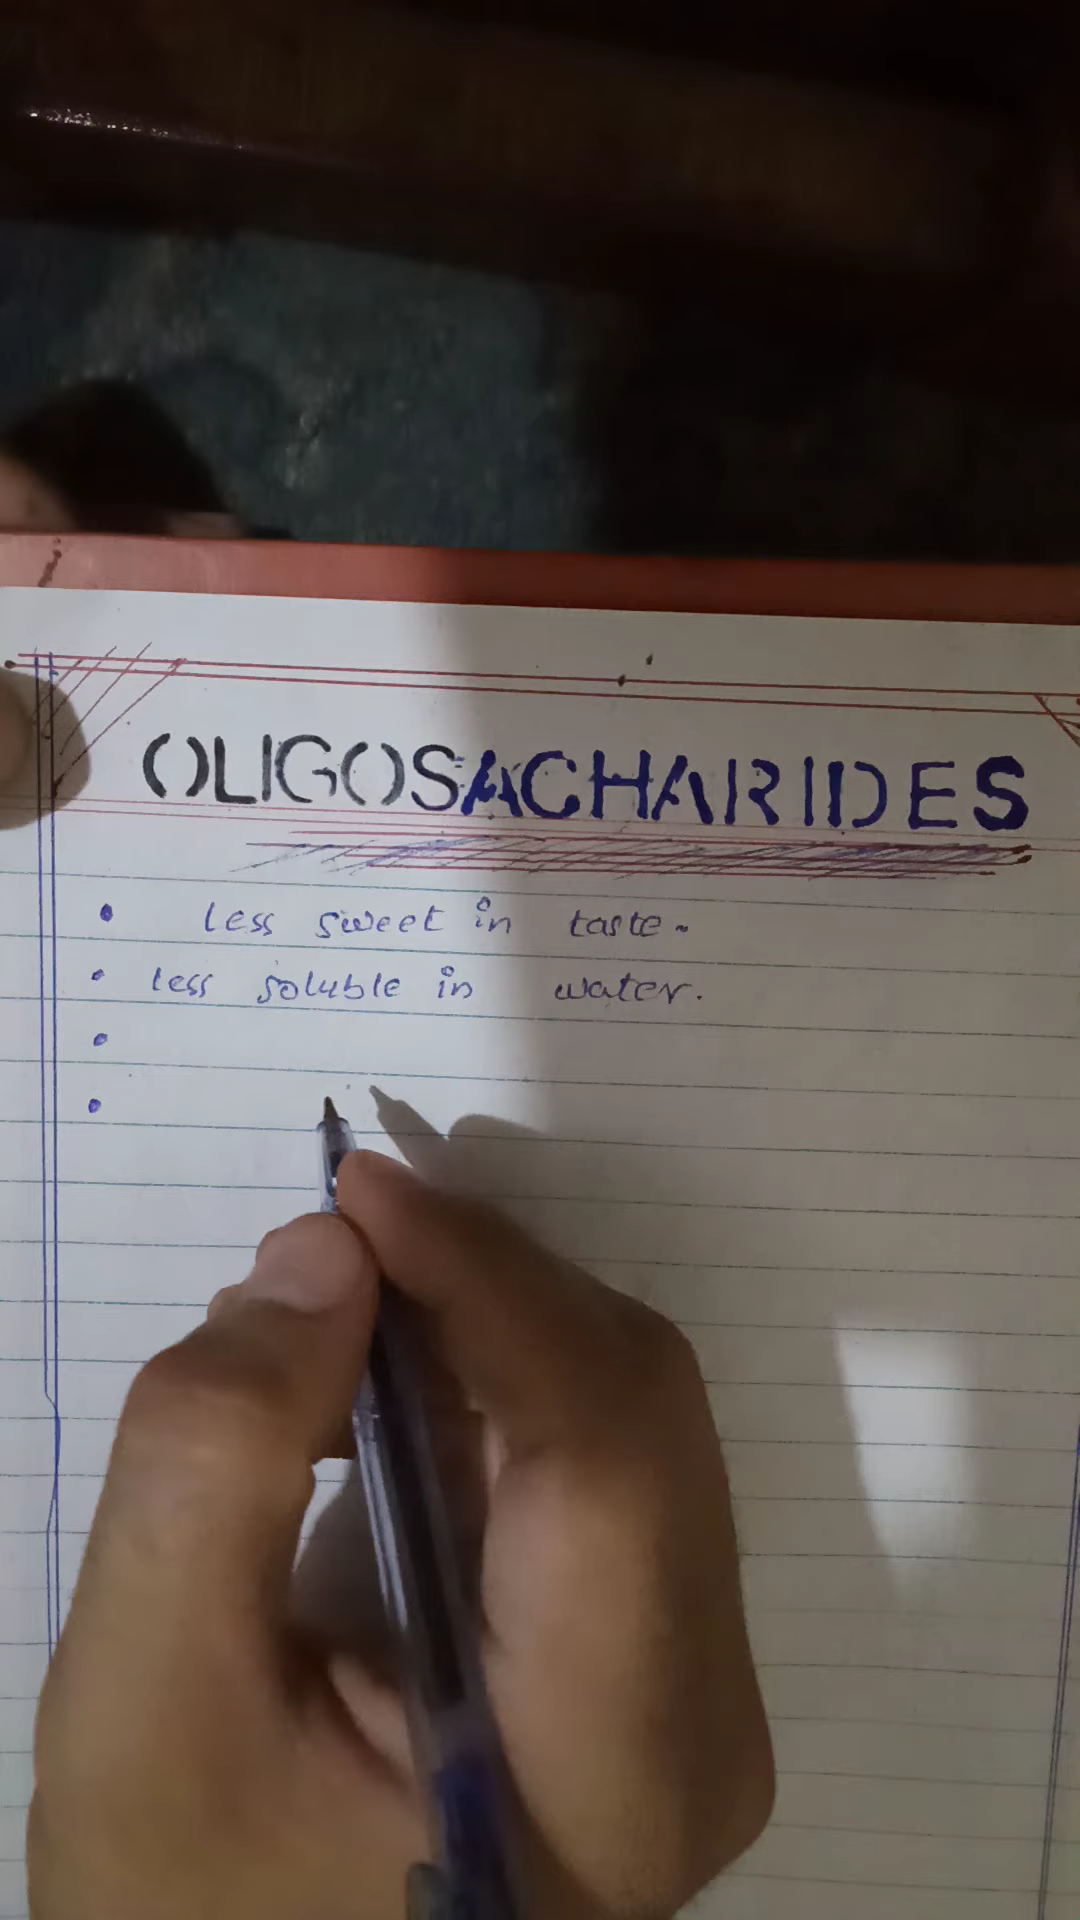 OLIGOSACHARIDES
• Less sweet in taste.
• less soluble in water.
•
•